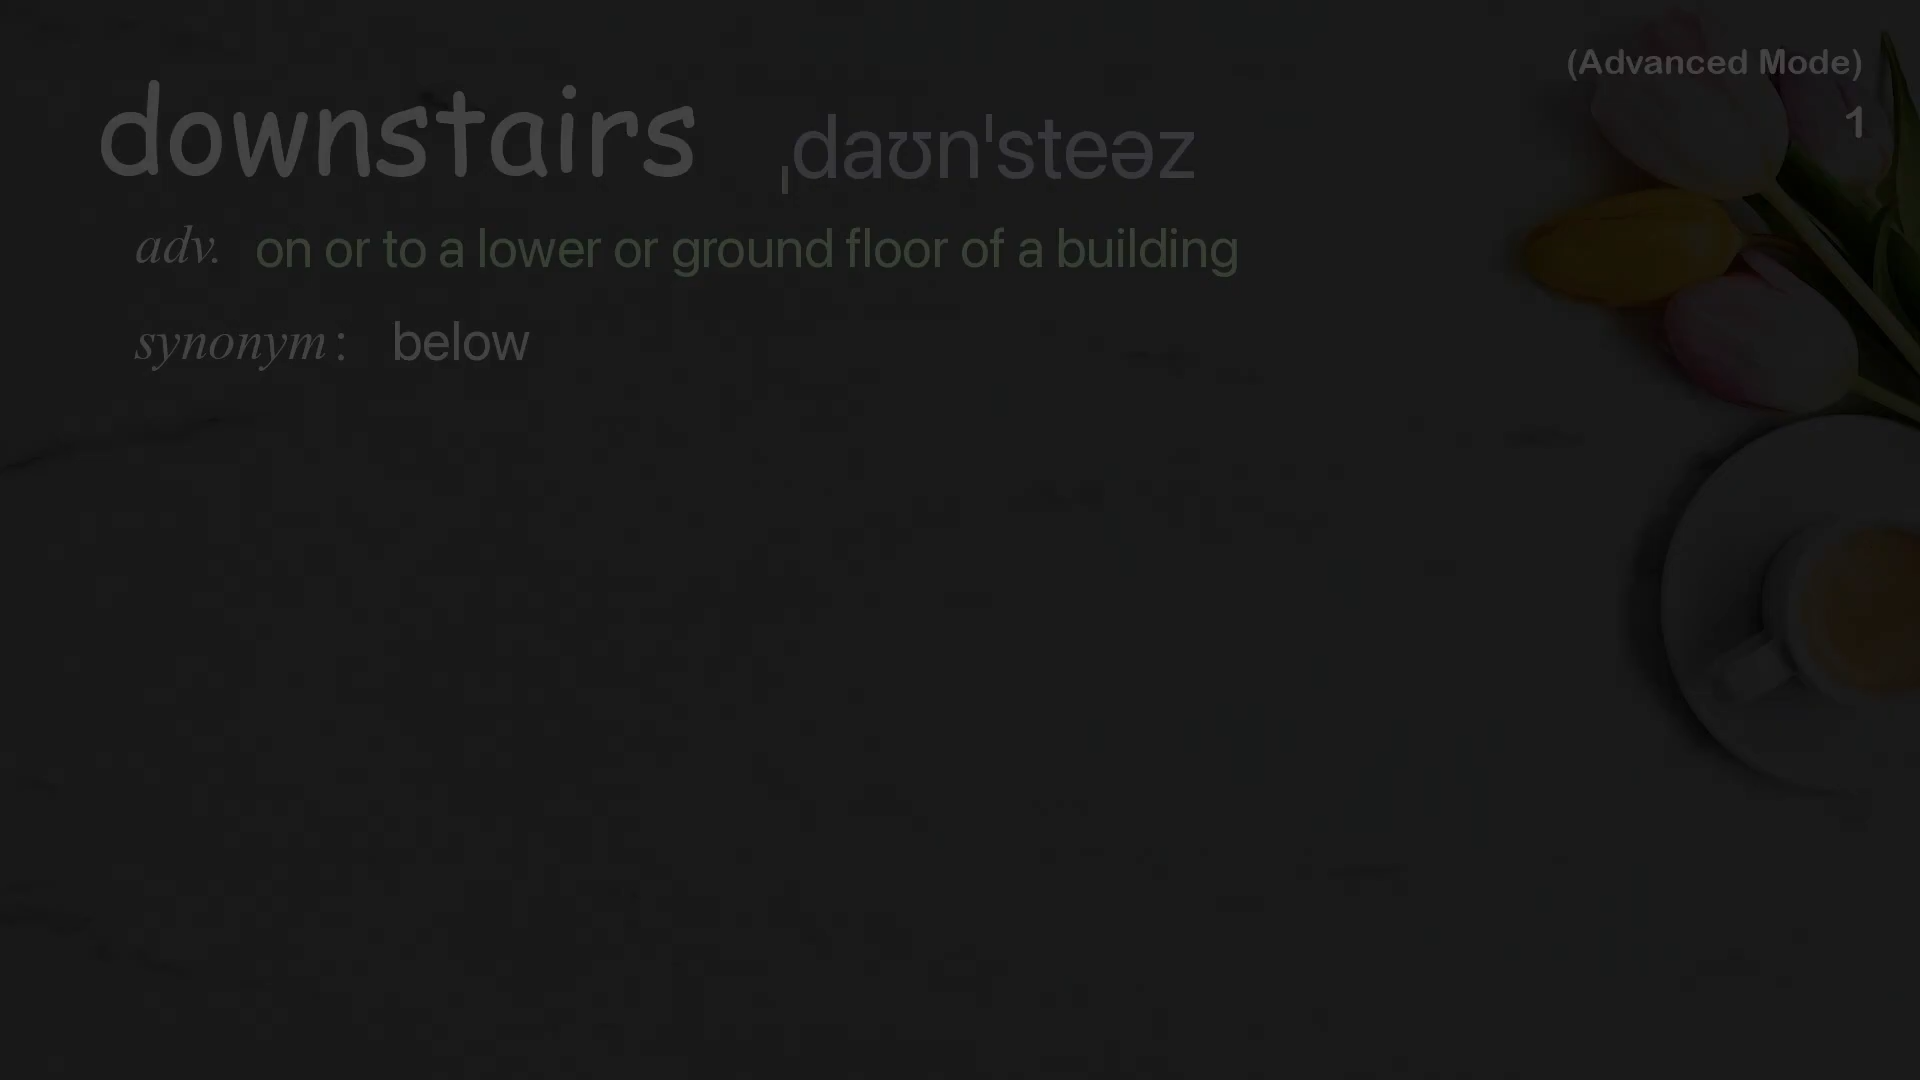 (Advanced Mode)
downstairs ˌdaʊn'steəz
1
adv. on or to a lower or ground floor of a building
synonym: below